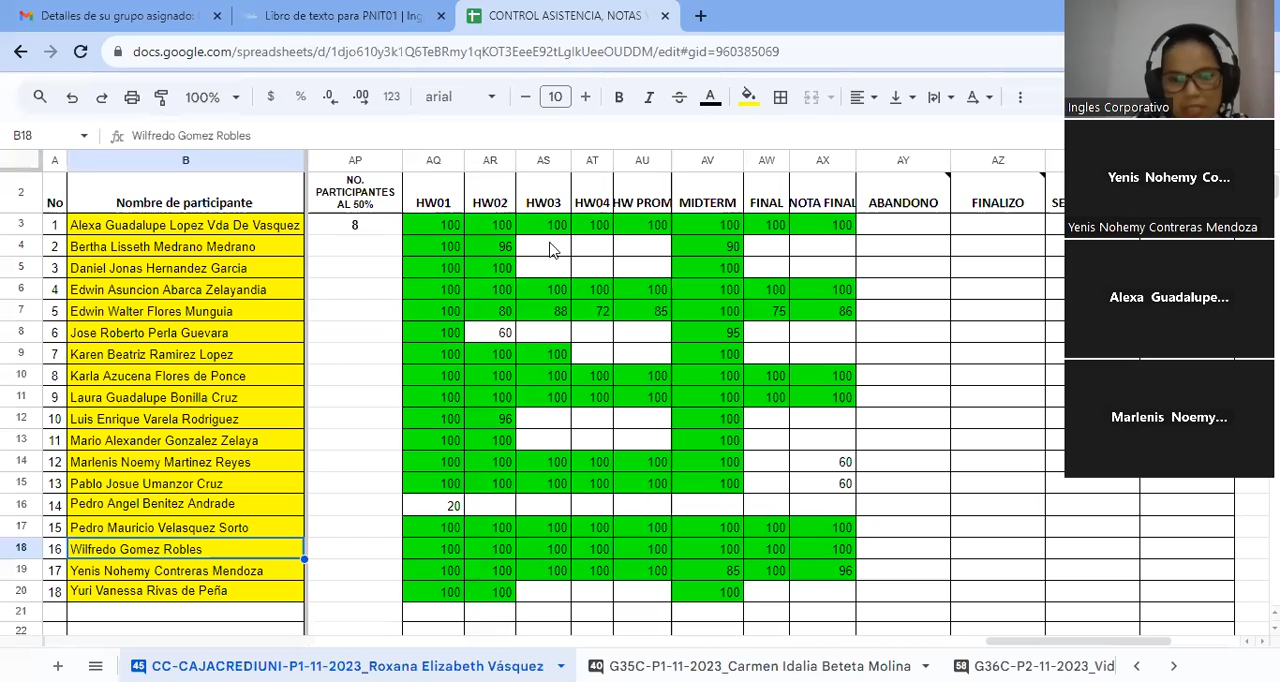 Detalles de su grupo asignado: Libro de texto para PNIT01 | Ing CONTROL ASISTENCIA, NOTAS
docs.google.com/spreadsheets/d/1djo610y3k1Q6TeBRmy1qKOT3EeeE92tLglkUeeOUDDM/edit#gid=960385069
100% $ % .0 .00 123 arial 10 B I A
B18 fx Wilfredo Gomez Robles
A B AP AQ AR AS AT AU AV AW AX AY AZ
2 No Nombre de participante NO. PARTICIPANTES AL 50% HW01 HW02 HW03 HW04 HW PROM MIDTERM FINAL NOTA FINAL ABANDONO FINALIZO SE
3 1 Alexa Guadalupe Lopez Vda De Vasquez 8 100 100 100 100 100 100 100 100
4 2 Bertha Lisseth Medrano Medrano 100 96 90
5 3 Daniel Jonas Hernandez Garcia 100 100 100
6 4 Edwin Asuncion Abarca Zelayandia 100 100 100 100 100 100 100 100
7 5 Edwin Walter Flores Munguia 100 80 88 72 85 100 75 86
8 6 Jose Roberto Perla Guevara 100 60 95
9 7 Karen Beatriz Ramirez Lopez 100 100 100 100
10 8 Karla Azucena Flores de Ponce 100 100 100 100 100 100 100 100
11 9 Laura Guadalupe Bonilla Cruz 100 100 100 100 100 100 100 100
12 10 Luis Enrique Varela Rodriguez 100 96 100
13 11 Mario Alexander Gonzalez Zelaya 100 100 100
14 12 Marlenis Noemy Martinez Reyes 100 100 100 100 100 100 60
15 13 Pablo Josue Umanzor Cruz 100 100 100 100 100 100 60
16 14 Pedro Angel Benitez Andrade 20
17 15 Pedro Mauricio Velasquez Sorto 100 100 100 100 100 100 100 100
18 16 Wilfredo Gomez Robles 100 100 100 100 100 100 100 100
19 17 Yenis Nohemy Contreras Mendoza 100 100 100 100 100 85 100 96
20 18 Yuri Vanessa Rivas de Peña 100 100 100
21
22
45 CC-CAJACREDIUNI-P1-11-2023_Roxana Elizabeth Vásquez 40 G35C-P1-11-2023_Carmen Idalia Beteta Molina 58 G36C-P2-11-2023_Vid
Ingles Corporativo
Yenis Nohemy Co...
Yenis Nohemy Contreras Mendoza
Alexa Guadalupe...
Marlenis Noemy...